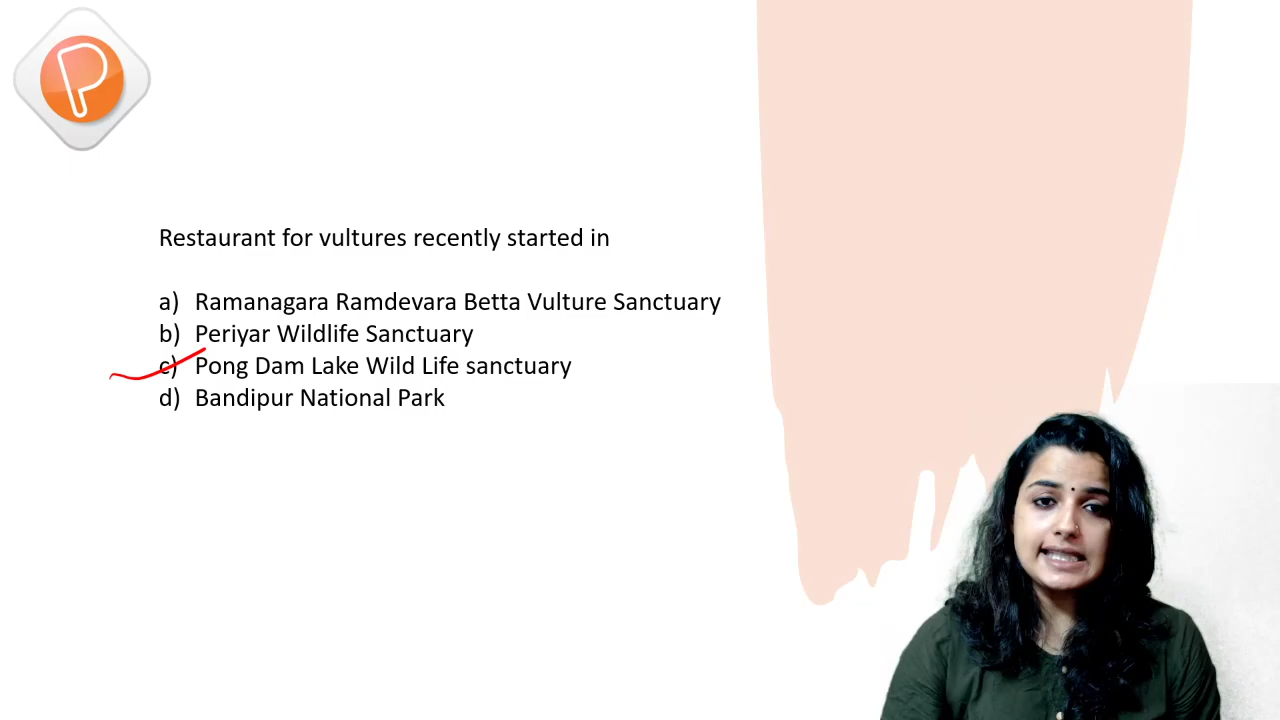 P
Restaurant for vultures recently started in
a) Ramanagara Ramdevara Betta Vulture Sanctuary
b) Periyar Wildlife Sanctuary
c) Pong Dam Lake Wild Life sanctuary
d) Bandipur National Park